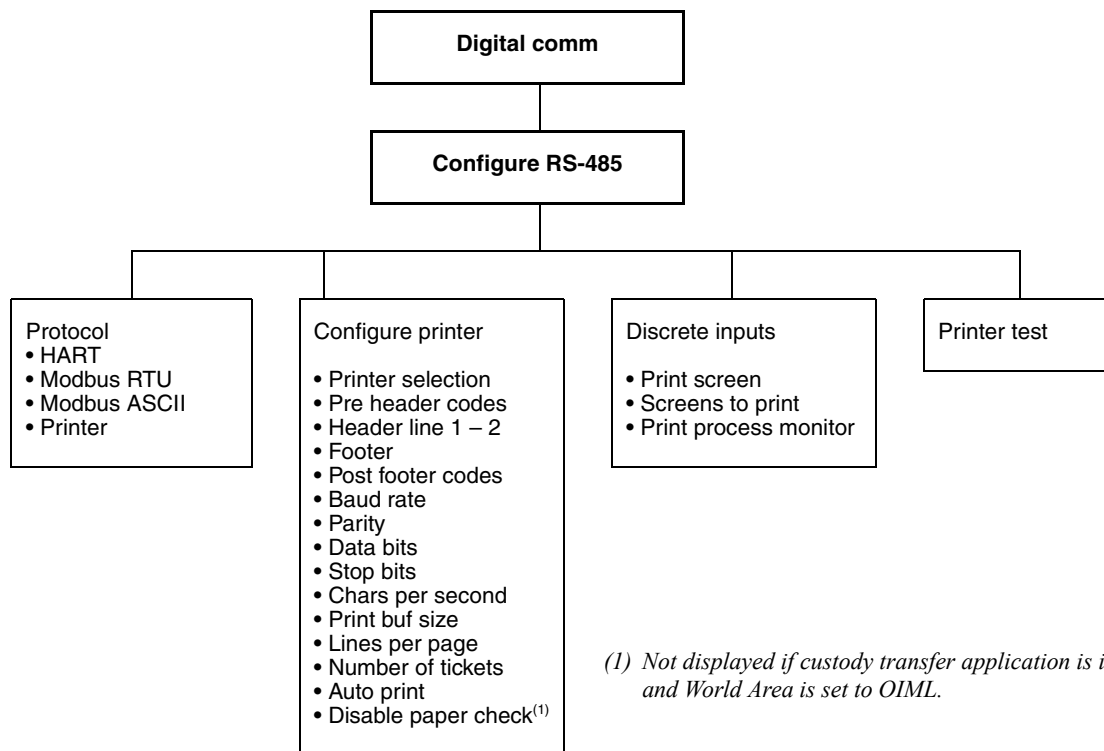 Digital comm
Configure RS-485
Protocol
• HART
• Modbus RTU
• Modbus ASCII
• Printer
Configure printer
• Printer selection
• Pre header codes
• Header line 1 – 2
• Footer
• Post footer codes
• Baud rate
• Parity
• Data bits
• Stop bits
• Chars per second
• Print buf size
• Lines per page
• Number of tickets
• Auto print
• Disable paper check(1)
Discrete inputs
• Print screen
• Screens to print
• Print process monitor
Printer test
(1) Not displayed if custody transfer application is
and World Area is set to OIML.